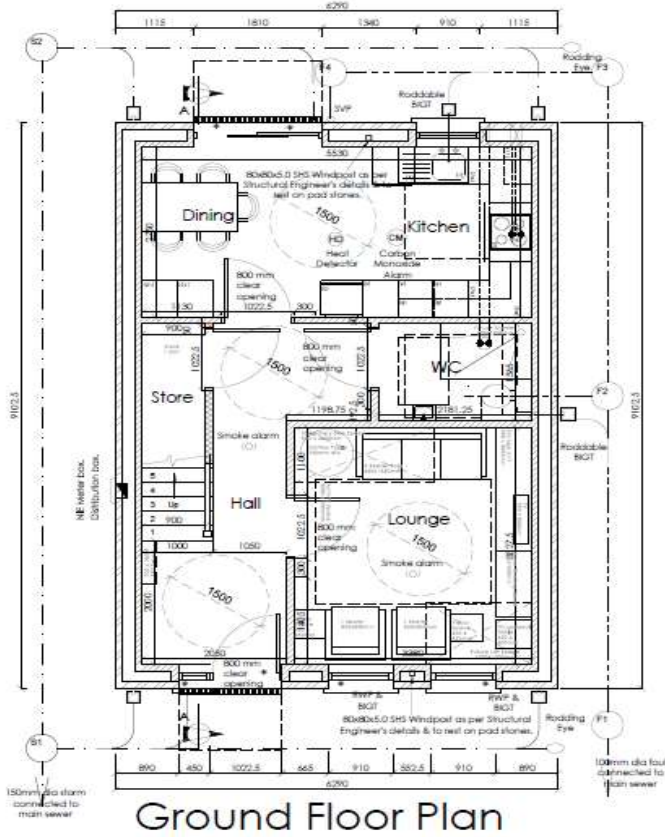 6290
1115 1810 1340 910 1115
S2
F4
Rodding
Eye
F3
A
SVP
Roddable
BIGT
5530
80x80x5.0 SHS Windpost as per
Structural Engineer's details & to
rest on pad stones.
Dining
1500
Kitchen
HD
Heat
Detector
CM
Carbon
Monoxide
Alarm
800 mm
clear
opening
1130 1022.5 300
900
1022.5
1500
800 mm
clear
opening
1022.5
WC
1565
Store
1198.75
300
2181.25
F2
Roddable
BIGT
9102.5
9102.5
Smoke alarm
NIE Meter box.
Distribution box.
5
4
3 Up
2 900
1
Hall
1100
1022.5
800 mm
clear
opening
Lounge
1500
Smoke alarm
1000 1050
300
2000
1500
1405
2050
800 mm
clear
opening
A
RWP &
BIGT
RWP &
BIGT
80x80x5.0 SHS Windpost as per Structural
Engineer's details & to rest on pad stones.
Rodding
Eye
F1
S1
890 450 1022.5 665 910 552.5 910 890
6290
150mm dia storm
connected to
main sewer
100mm dia foul
connected to
main sewer
Ground Floor Plan